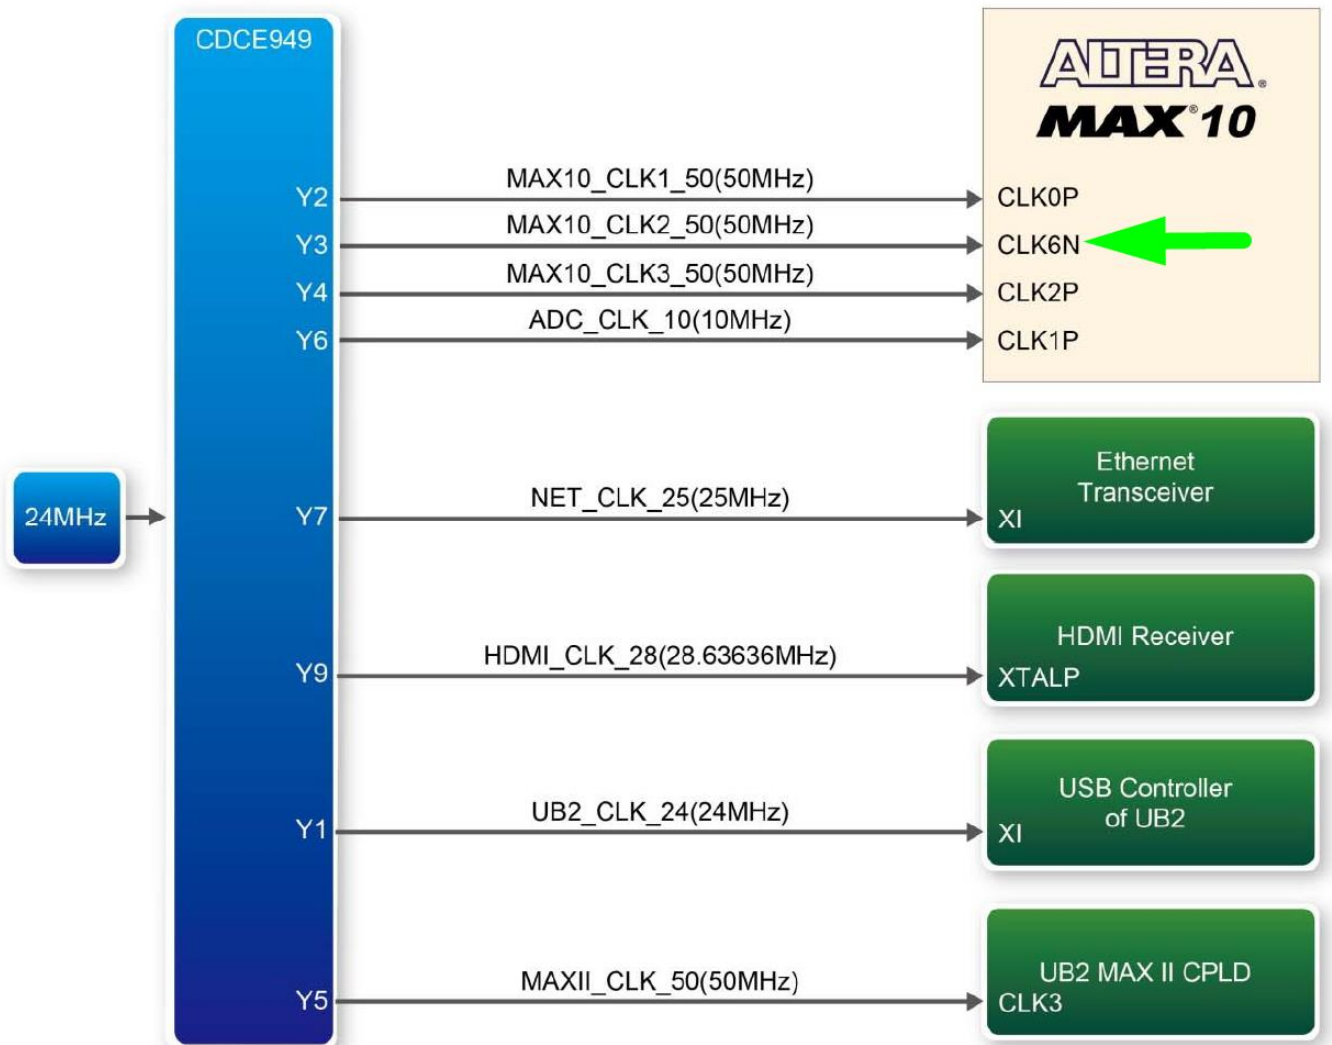 CDCE949
ALTERA®
MAX®10
Y2
MAX10_CLK1_50(50MHz)
CLK0P
Y3
MAX10_CLK2_50(50MHz)
CLK6N
Y4
MAX10_CLK3_50(50MHz)
CLK2P
Y6
ADC_CLK_10(10MHz)
CLK1P
24MHz
Y7
NET_CLK_25(25MHz)
Ethernet
Transceiver
XI
Y9
HDMI_CLK_28(28.63636MHz)
HDMI Receiver
XTALP
Y1
UB2_CLK_24(24MHz)
USB Controller
of UB2
XI
Y5
MAXII_CLK_50(50MHz)
UB2 MAX II CPLD
CLK3